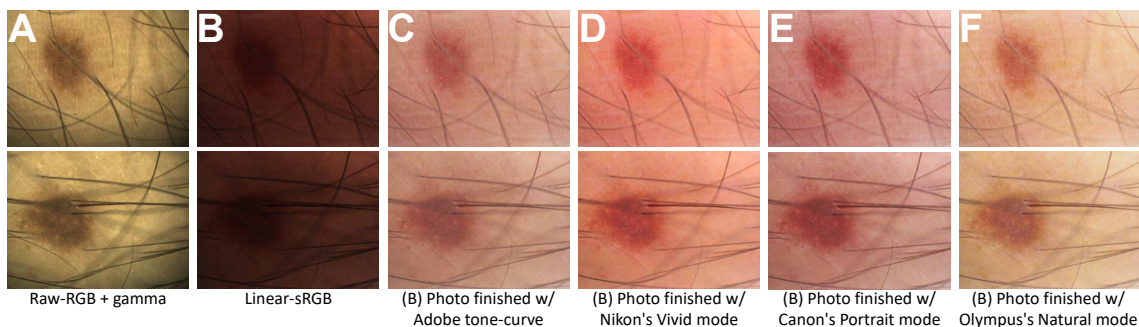 A B C D E F
Raw-RGB + gamma
Linear-sRGB
(B) Photo finished w/
Adobe tone-curve
(B) Photo finished w/
Nikon's Vivid mode
(B) Photo finished w/
Canon's Portrait mode
(B) Photo finished w/
Olympus's Natural mode